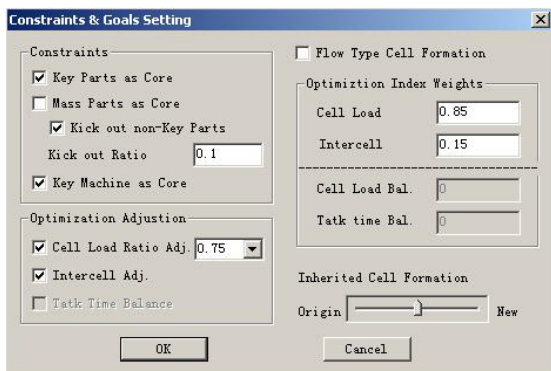 Constraints & Goals Setting
Constraints
Key Parts as Core
Mass Parts as Core
Kick out non-Key Parts
Kick out Ratio 0.1
Key Machine as Core
Optimization Adjustion
Cell Load Ratio Adj. 0.75
Intercell Adj.
Tatk Time Balance
Flow Type Cell Formation
Optimiztion Index Weights
Cell Load 0.85
Intercell 0.15
Cell Load Bal. 0
Tatk time Bal. 0
Inherited Cell Formation
Origin New
OK Cancel